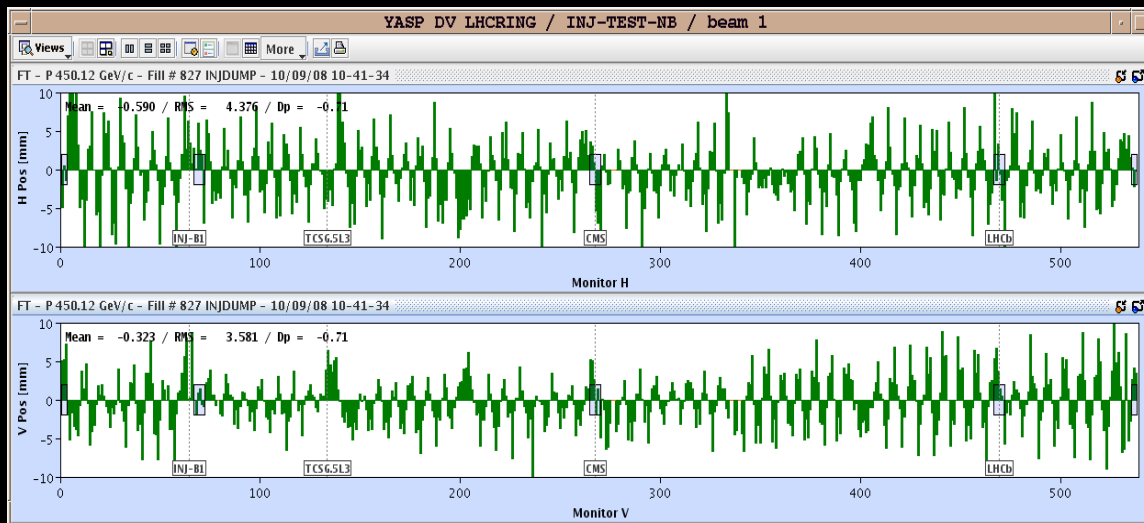 YASP DV LHCRING / INJ-TEST-NB / beam 1
Views More
FT - P 450.12 GeV/c - Fill # 827 INJDUMP - 10/09/08 10-41-34
Mean = -0.590 / RMS = 4.376 / Dp = -0.71
H Pos [mm]
10
5
0
-5
-10
INJ-B1 TCSG.5L3 CMS LHCb
0 100 200 300 400 500
Monitor H
FT - P 450.12 GeV/c - Fill # 827 INJDUMP - 10/09/08 10-41-34
Mean = -0.323 / RMS = 3.581 / Dp = -0.71
V Pos [mm]
10
5
0
-5
-10
INJ-B1 TCSG.5L3 CMS LHCb
0 100 200 300 400 500
Monitor V